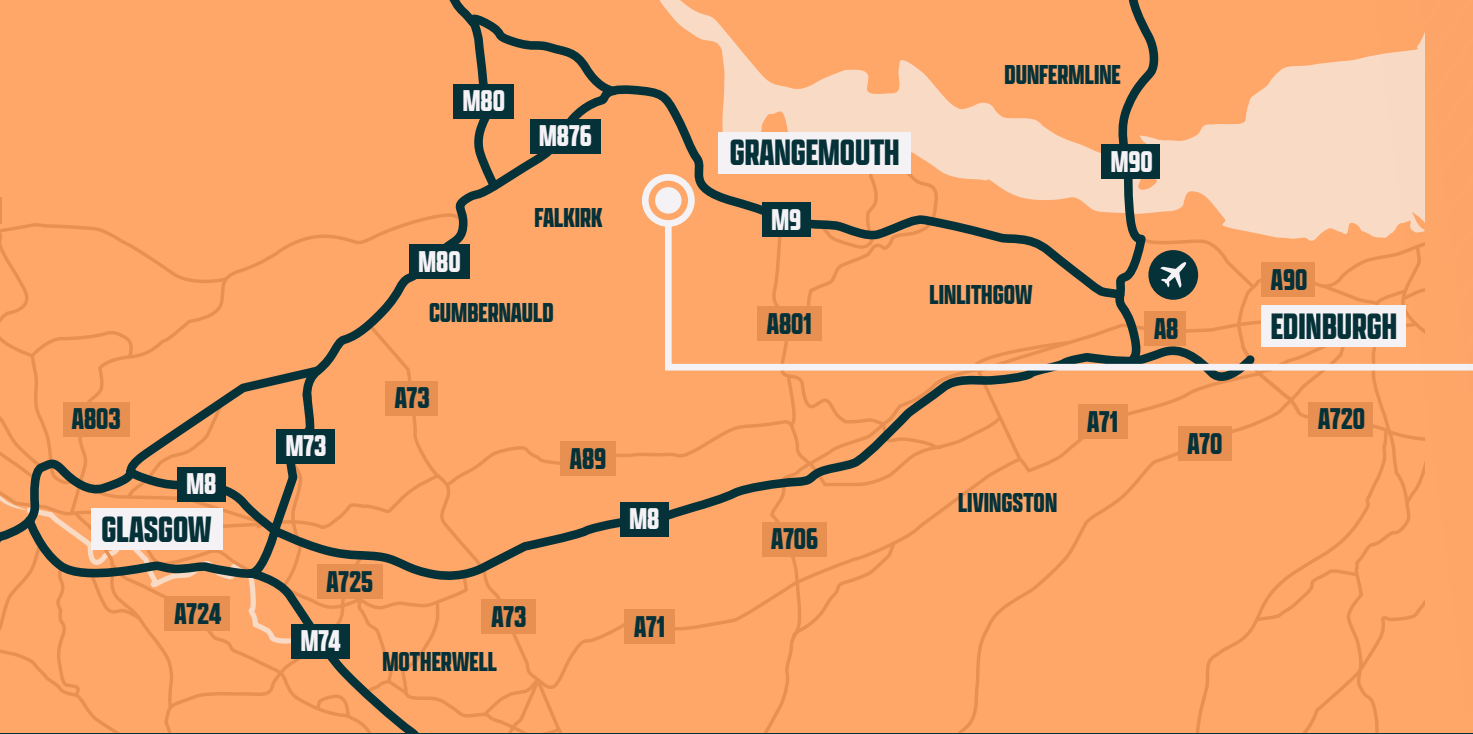 DUNFERMLINE
M80
M876
GRANGEMOUTH
M90
FALKIRK
M9
M80
A90
LINLITHGOW
CUMBERNAULD
A801
A8
EDINBURGH
A73
A803
A71
A720
A70
M73
A89
M8
LIVINGSTON
M8
GLASGOW
A706
A725
A724
A73
A71
M74
MOTHERWELL